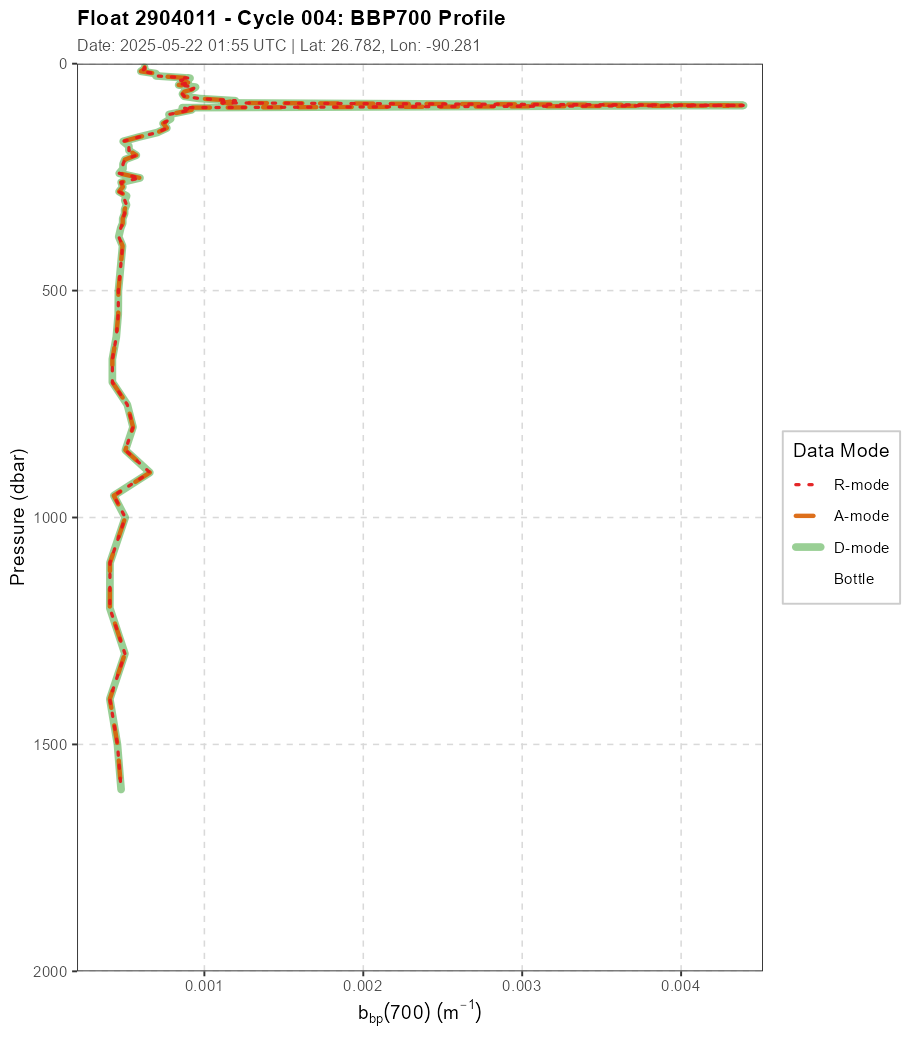 Float 2904011 - Cycle 004: BBP700 Profile
Date: 2025-05-22 01:55 UTC | Lat: 26.782, Lon: -90.281
0
500
1000
1500
2000
Pressure (dbar)
0.001 0.002 0.003 0.004
b_bp(700) (m⁻¹)
Data Mode
R-mode
A-mode
D-mode
Bottle